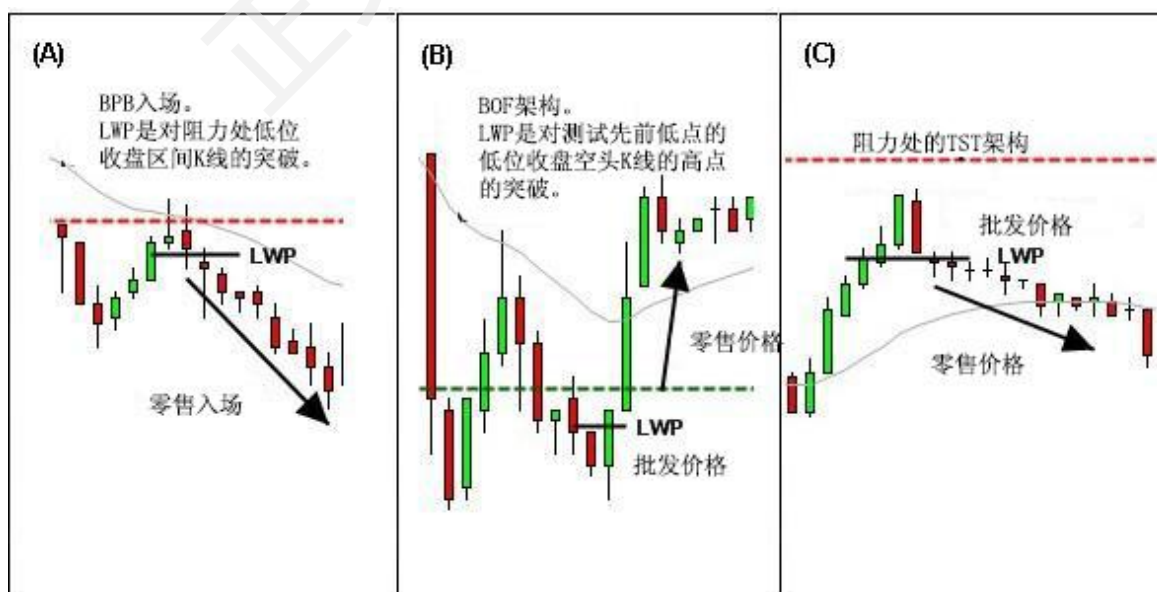 (A)
BPB入场。
LWP是对阻力处低位
收盘区间K线的突破。
LWP
零售入场
(B)
BOF架构。
LWP是对测试先前低点的
低位收盘空头K线的高点
的突破。
零售价格
LWP
批发价格
(C)
阻力处的TST架构
批发价格
LWP
零售价格